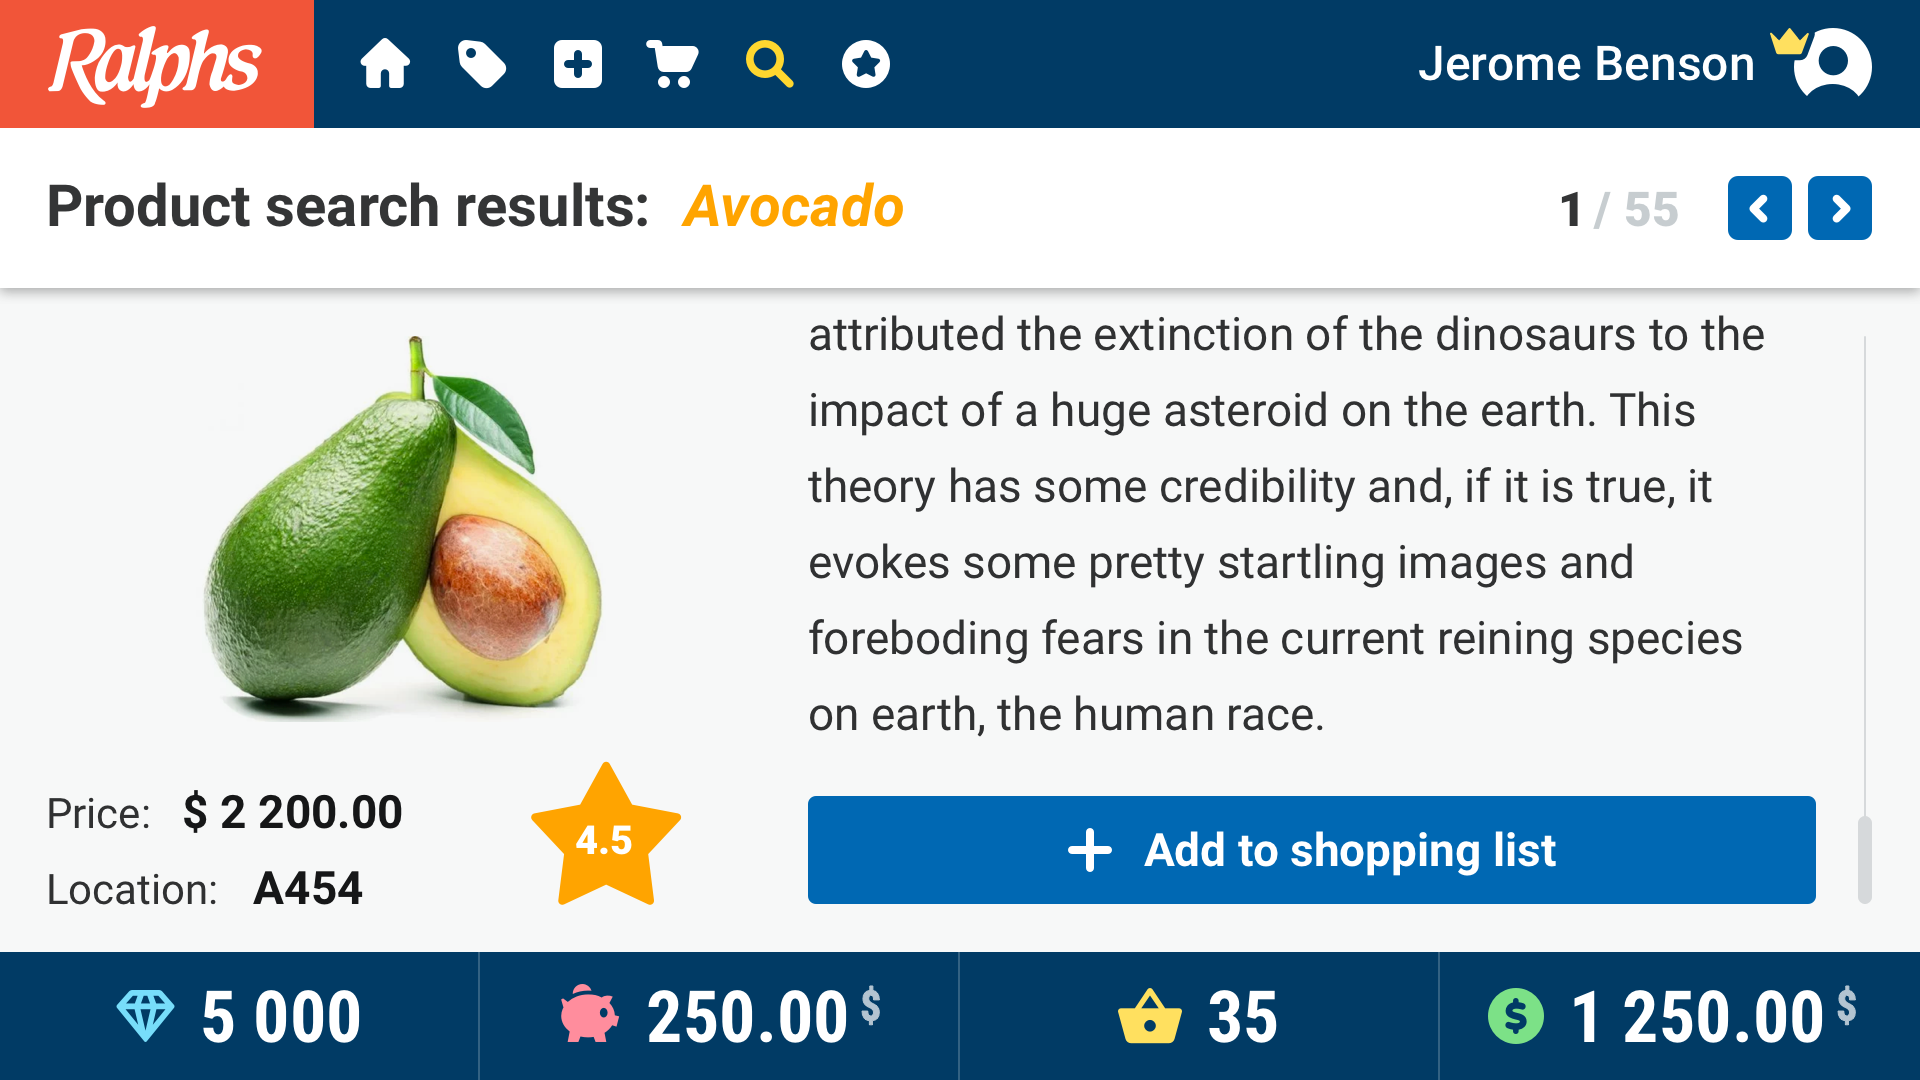 Ralphs
Jerome Benson
Product search results: Avocado
1 / 55
attributed the extinction of the dinosaurs to the
impact of a huge asteroid on the earth. This
theory has some credibility and, if it is true, it
evokes some pretty startling images and
foreboding fears in the current reining species
on earth, the human race.
Price: $ 2 200.00
Location: A454
4.5
Add to shopping list
5 000
250.00 $
35
$ 1 250.00 $